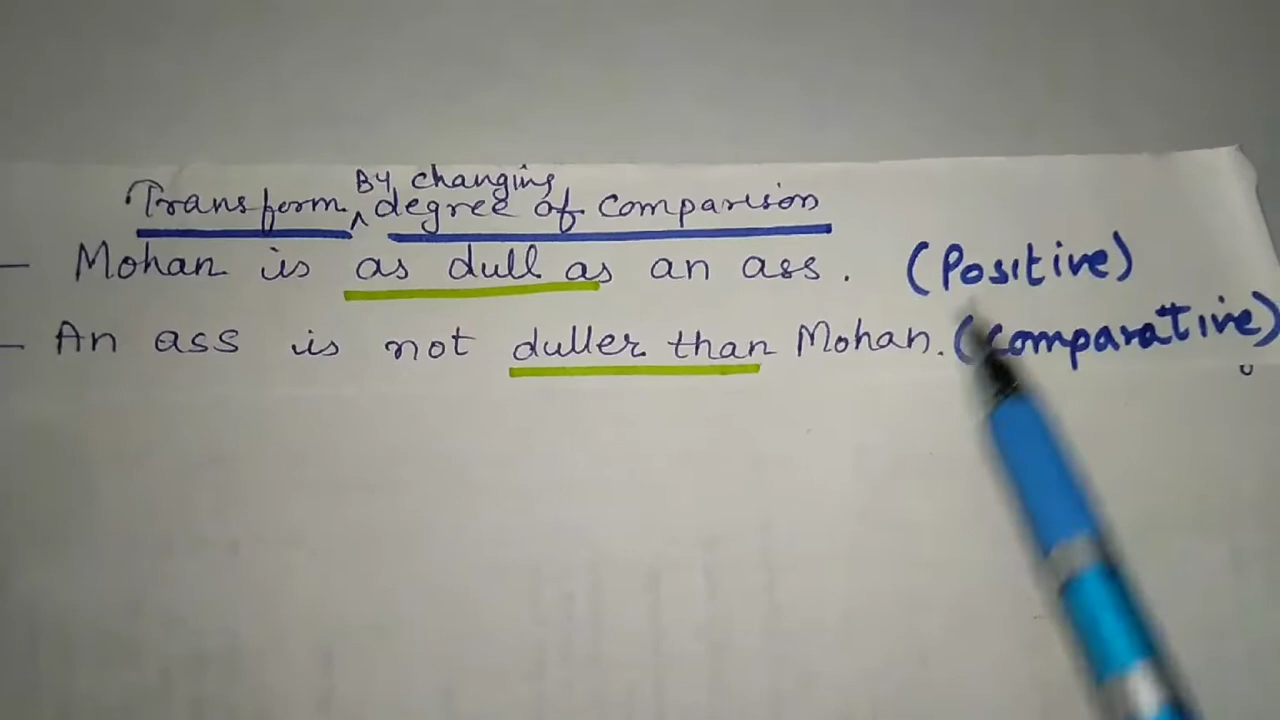 Transform By changing degree of comparison
- Mohan is as dull as an ass. (Positive)
- An ass is not duller than Mohan. (Comparative)